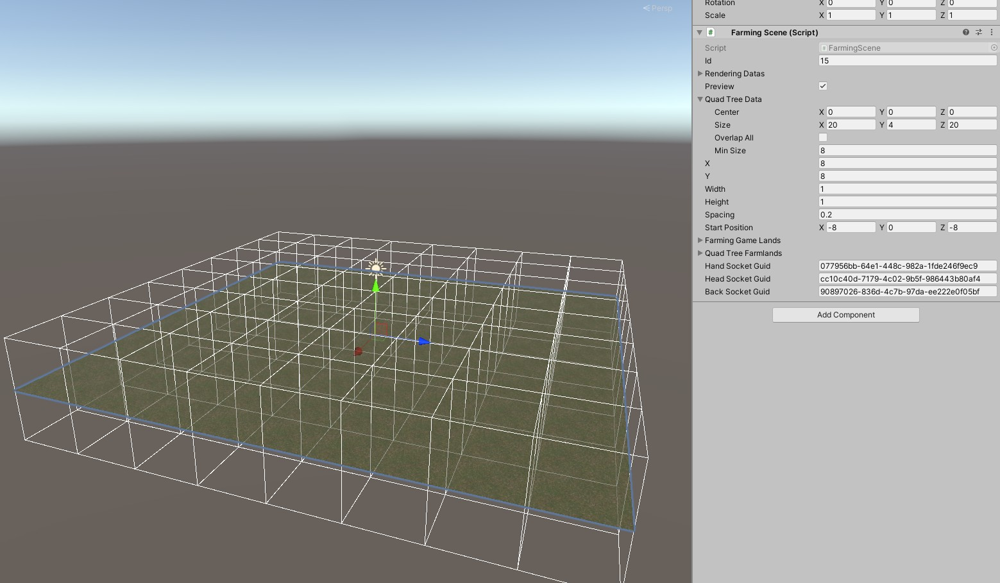 Persp
Rotation X 0 Y 0 Z 0
Scale X 1 Y 1 Z 1
# Farming Scene (Script)
Script # FarmingScene
Id 15
Rendering Datas
Preview
Quad Tree Data
Center X 0 Y 0 Z 0
Size X 20 Y 4 Z 20
Overlap All
Min Size 8
X 8
Y 8
Width 1
Height 1
Spacing 0.2
Start Position X -8 Y 0 Z -8
Farming Game Lands
Quad Tree Farmlands
Hand Socket Guid 077956bb-64e1-448c-982a-1fde246f9ec9
Head Socket Guid cc10c40d-7179-4c02-9b5f-986443b80af4
Back Socket Guid 90897026-836d-4c7b-97da-ee222e0f05bf
Add Component